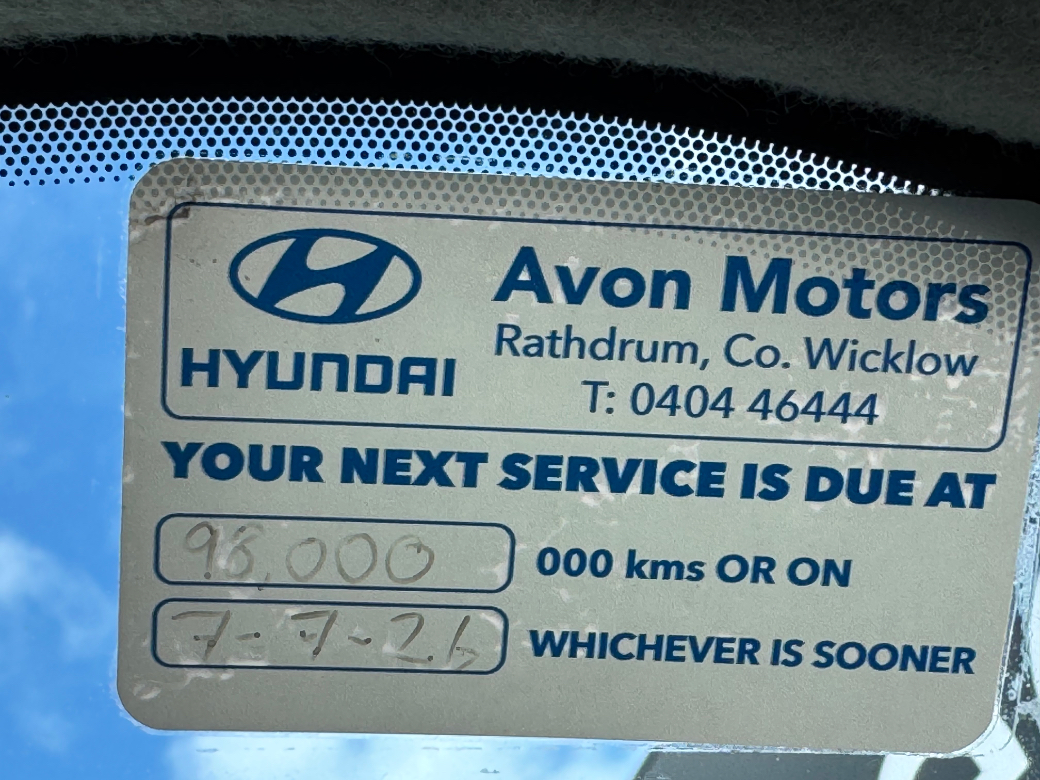 Avon Motors
Rathdrum, Co. Wicklow
T: 0404 46444
HYUNDAI
YOUR NEXT SERVICE IS DUE AT
98,000 000 kms OR ON
7-7-26 WHICHEVER IS SOONER